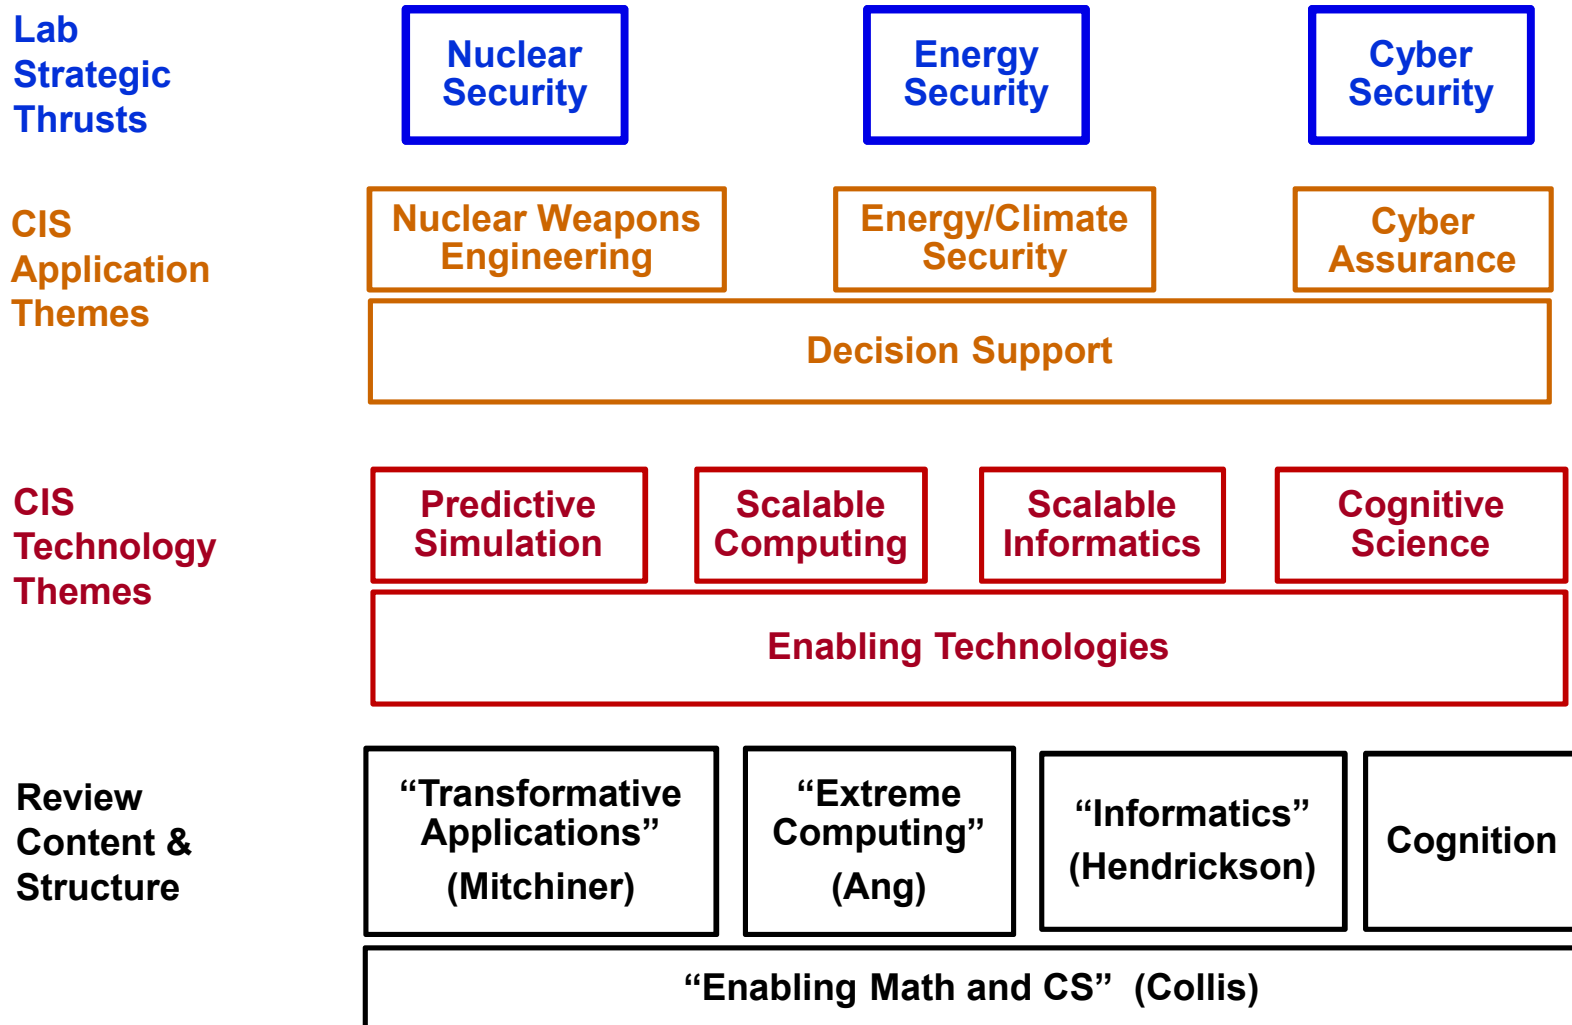 Lab
Strategic
Thrusts
Nuclear
Security
Energy
Security
Cyber
Security
CIS
Application
Themes
Nuclear Weapons
Engineering
Energy/Climate
Security
Cyber
Assurance
Decision Support
CIS
Technology
Themes
Predictive
Simulation
Scalable
Computing
Scalable
Informatics
Cognitive
Science
Enabling Technologies
Review
Content &
Structure
“Transformative
Applications”
(Mitchiner)
“Extreme
Computing”
(Ang)
“Informatics”
(Hendrickson)
Cognition
“Enabling Math and CS” (Collis)